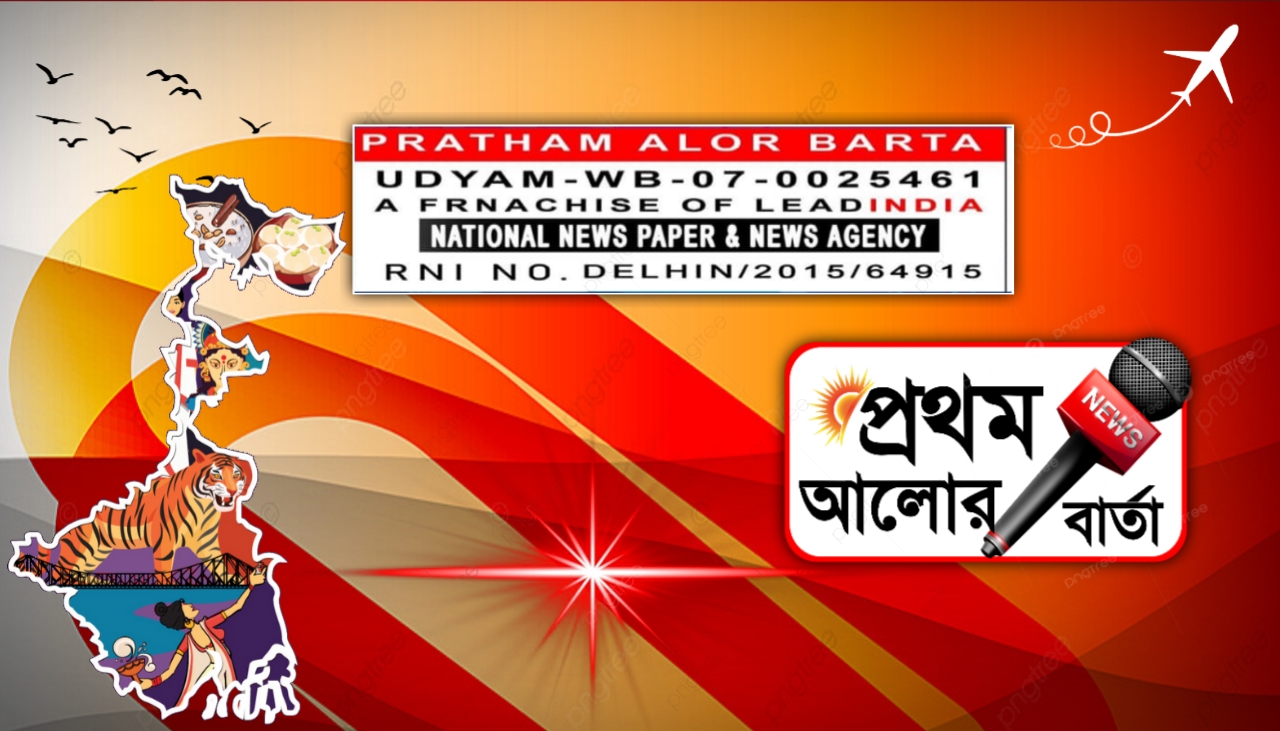 PRATHAM ALOR BARTA
UDYAM-WB-07-0025461
A FRNACHISE OF LEADINDIA
NATIONAL NEWS PAPER & NEWS AGENCY
RNI NO. DELHIN/2015/64915
প্রথম
NEWS
আলোর
বার্তা
pngtree